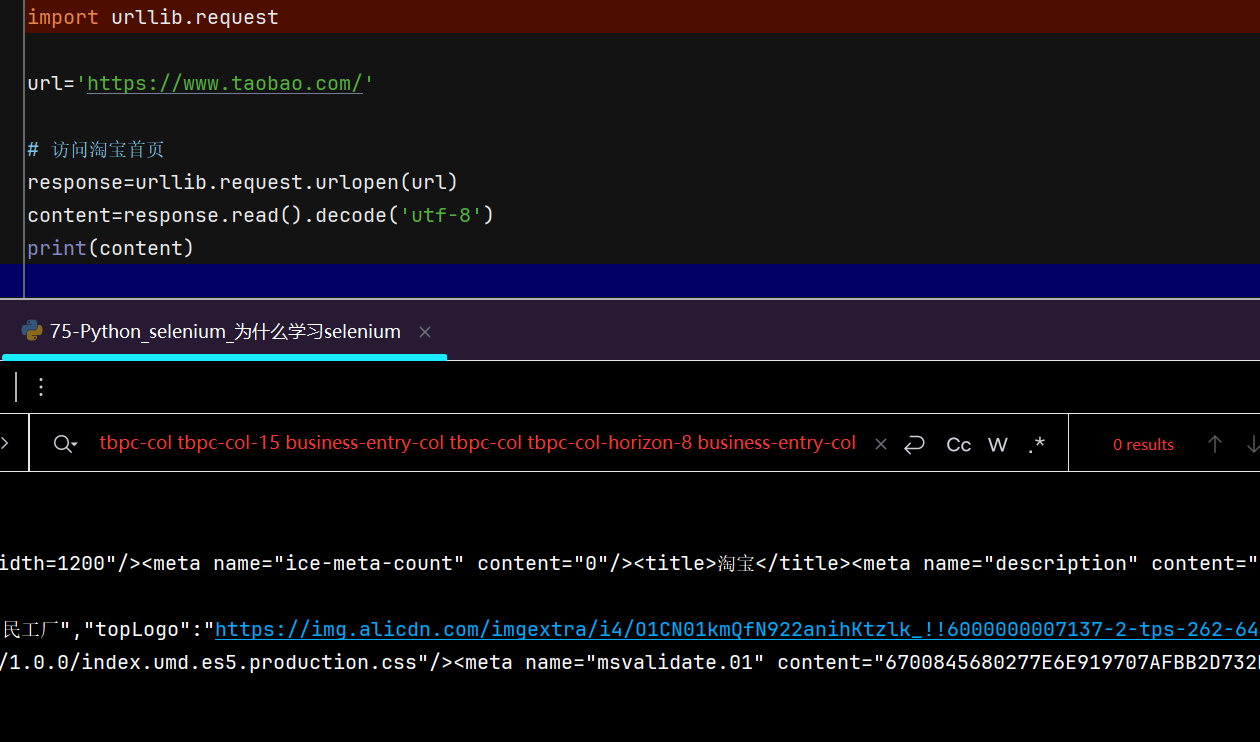 import urllib.request
url='https://www.taobao.com/'
# 访问淘宝首页
response=urllib.request.urlopen(url)
content=response.read().decode('utf-8')
print(content)
75-Python_selenium_为什么学习selenium
tbpc-col tbpc-col-15 business-entry-col tbpc-col tbpc-col-horizon-8 business-entry-col Cc W .* 0 results
idth=1200"/><meta name="ice-meta-count" content="0"/><title>淘宝</title><meta name="description" content="
民工厂","topLogo":"https://img.alicdn.com/imgextra/i4/O1CN01kmQfN922anihKtzlk_!!6000000007137-2-tps-262-64
/1.0.0/index.umd.es5.production.css"/><meta name="msvalidate.01" content="6700845680277E6E919707AFBB2D732